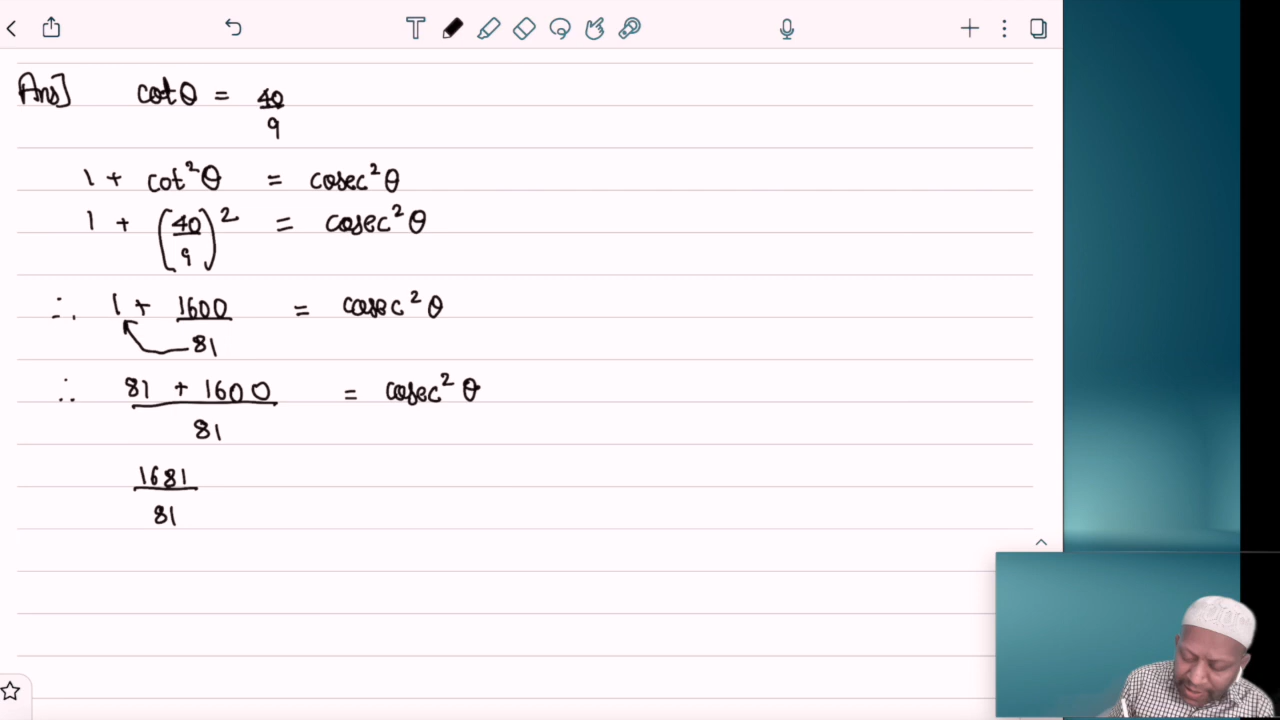 Ans] cotθ = 40/9
1 + cot²θ = cosec²θ
1 + (40/9)² = cosec²θ
∴ 1 + 1600/81 = cosec²θ
∴ 81 + 1600/81 = cosec²θ
1681/81